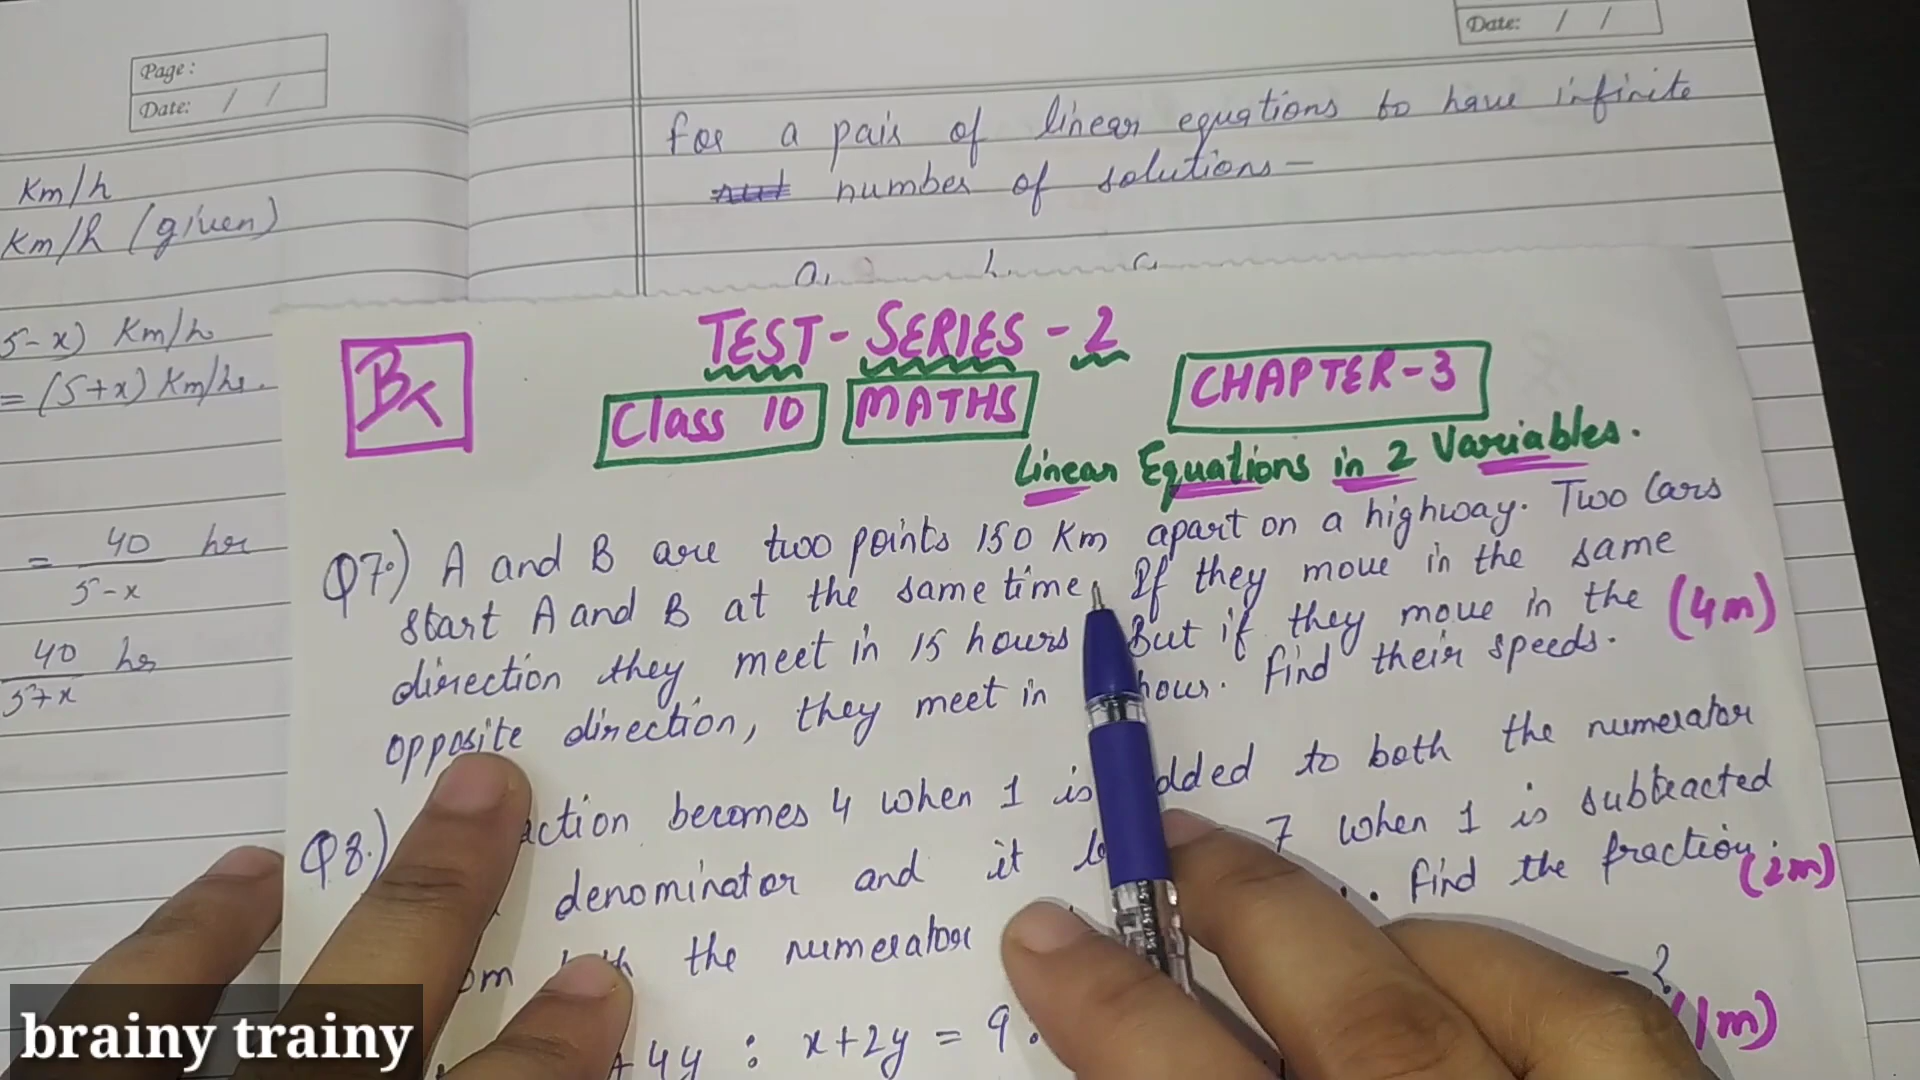 Page:
Date: / /
Date: / /
Km/h
Km/h (given)
5-x) Km/h
= (5+x) Km/hr.
= 40 hr
5-x
40 hr
5+x
for a pair of linear equations to have infinite
number of solutions -
TEST-SERIES-2
Class 10 MATHS CHAPTER-3
Linear Equations in 2 Variables.
Q7.) A and B are two points 150 Km apart on a highway. Two Cars
start A and B at the same time. If they move in the same
direction they meet in 15 hours. But if they move in the (4m)
opposite direction, they meet in hour. find their speeds.
Q8.) action becomes 4 when 1 is added to both the numerator
denominator and it 7 when 1 is subtracted
om both the numerator . find the fraction. (2m)
+ 4y : x+2y = 9. (1m)
brainy trainy